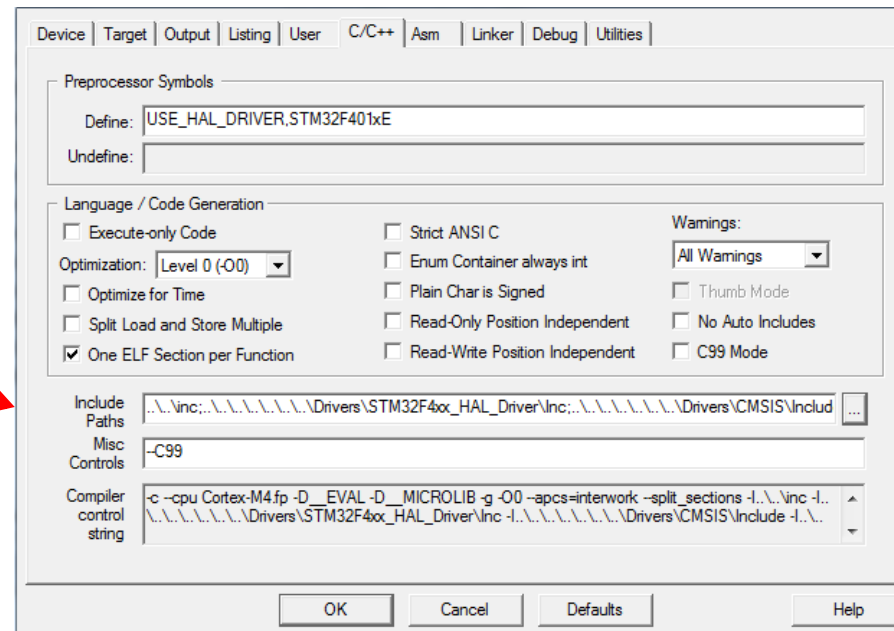 Device Target Output Listing User C/C++ Asm Linker Debug Utilities
Preprocessor Symbols
Define: USE_HAL_DRIVER,STM32F401xE
Undefine:
Language / Code Generation
Execute-only Code
Strict ANSI C
Warnings:
Optimization: Level 0 (-O0)
Enum Container always int
All Warnings
Optimize for Time
Plain Char is Signed
Thumb Mode
Split Load and Store Multiple
Read-Only Position Independent
No Auto Includes
One ELF Section per Function
Read-Write Position Independent
C99 Mode
Include Paths
..\..\inc;..\..\..\..\..\..\..\Drivers\STM32F4xx_HAL_Driver\Inc;..\..\..\..\..\..\..\Drivers\CMSIS\Includ ...
Misc Controls
--C99
Compiler control string
-c --cpu Cortex-M4.fp -D__EVAL -D__MICROLIB -g -O0 --apcs=interwork --split_sections -I..\..\inc -I..
\..\..\..\..\..\..\Drivers\STM32F4xx_HAL_Driver\Inc -I..\..\..\..\..\..\..\Drivers\CMSIS\Include -I..\..
OK Cancel Defaults Help